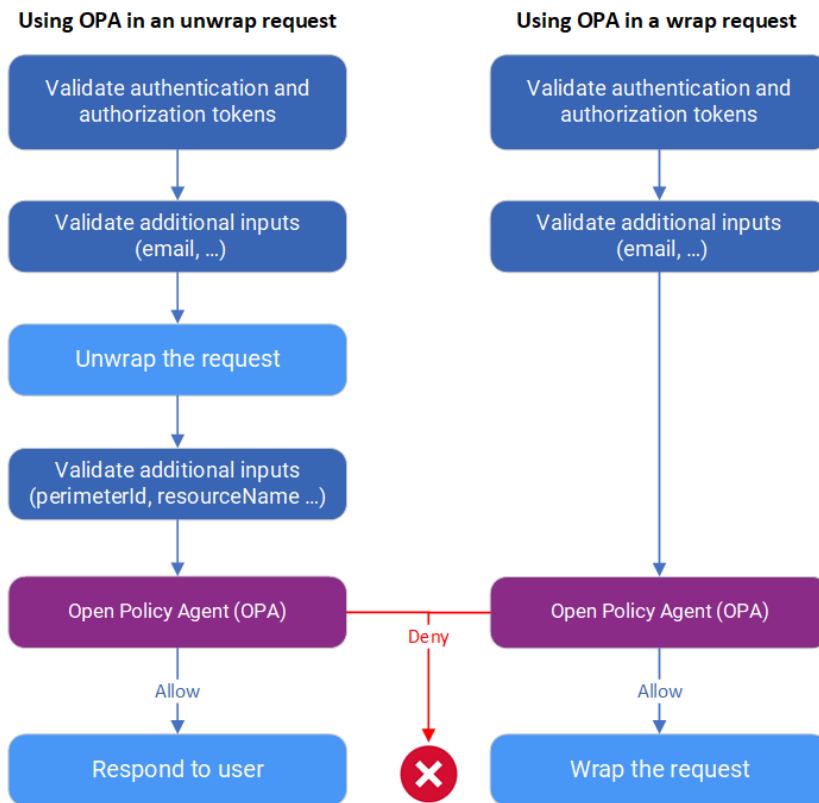 Using OPA in an unwrap request
Validate authentication and
authorization tokens
Validate additional inputs
(email, ...)
Unwrap the request
Validate additional inputs
(perimeterId, resourceName ...)
Open Policy Agent (OPA)
Allow
Respond to user
Deny
Using OPA in a wrap request
Validate authentication and
authorization tokens
Validate additional inputs
(email, ...)
Open Policy Agent (OPA)
Allow
Wrap the request